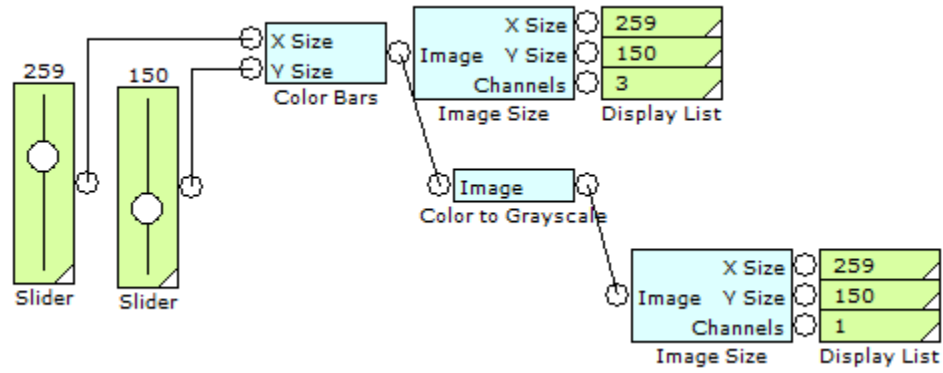 259
Slider
150
Slider
X Size
Y Size
Color Bars
Image
X Size
Y Size
Channels
Image Size
259
150
3
Display List
Image
Color to Grayscale
Image
X Size
Y Size
Channels
Image Size
259
150
1
Display List